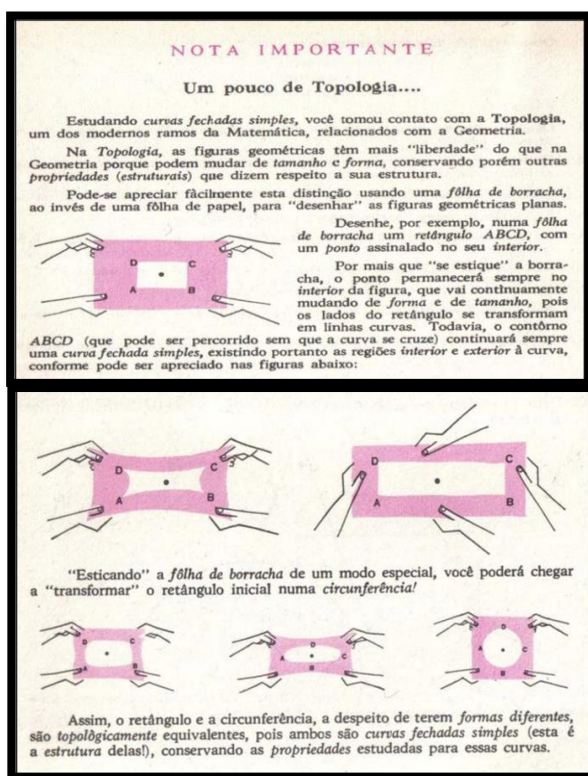 NOTA IMPORTANTE
Um pouco de Topologia....
Estudando curvas fechadas simples, você tomou contato com a Topologia,
um dos modernos ramos da Matemática, relacionados com a Geometria.
Na Topologia, as figuras geométricas têm mais "liberdade" do que na
Geometria porque podem mudar de tamanho e forma, conservando porém outras
propriedades (estruturais) que dizem respeito a sua estrutura.
Pode-se apreciar fàcilmente esta distinção usando uma fôlha de borracha,
ao invés de uma fôlha de papel, para "desenhar" as figuras geométricas planas.
Desenhe, por exemplo, numa fôlha
de borracha um retângulo ABCD, com
um ponto assinalado no seu interior.
Por mais que "se estique" a borra-
cha, o ponto permanecerá sempre no
interior da figura, que vai contìnuamente
mudando de forma e de tamanho, pois
os lados do retângulo se transformam
em linhas curvas. Todavia, o contôrno
ABCD (que pode ser percorrido sem que a curva se cruze) continuará sempre
uma curva fechada simples, existindo portanto as regiões interior e exterior à curva,
conforme pode ser apreciado nas figuras abaixo:
D C
A B
D C
A B
D C
A B
"Esticando" a fôlha de borracha de um modo especial, você poderá chegar
a "transformar" o retângulo inicial numa circunferência!
D C
A B
D
A C
B
D
A C
B
Assim, o retângulo e a circunferência, a despeito de terem formas diferentes,
são topològicamente equivalentes, pois ambos são curvas fechadas simples (esta é
a estrutura delas!), conservando as propriedades estudadas para essas curvas.